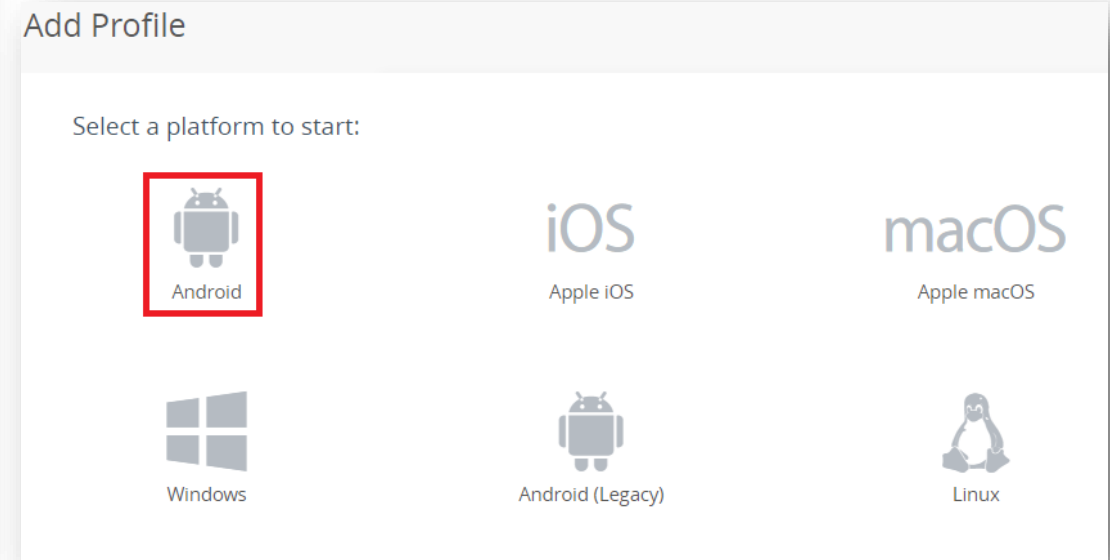 Add Profile
Select a platform to start:
iOS
macOS
Android
Apple iOS
Apple macOS
Windows
Android (Legacy)
Linux